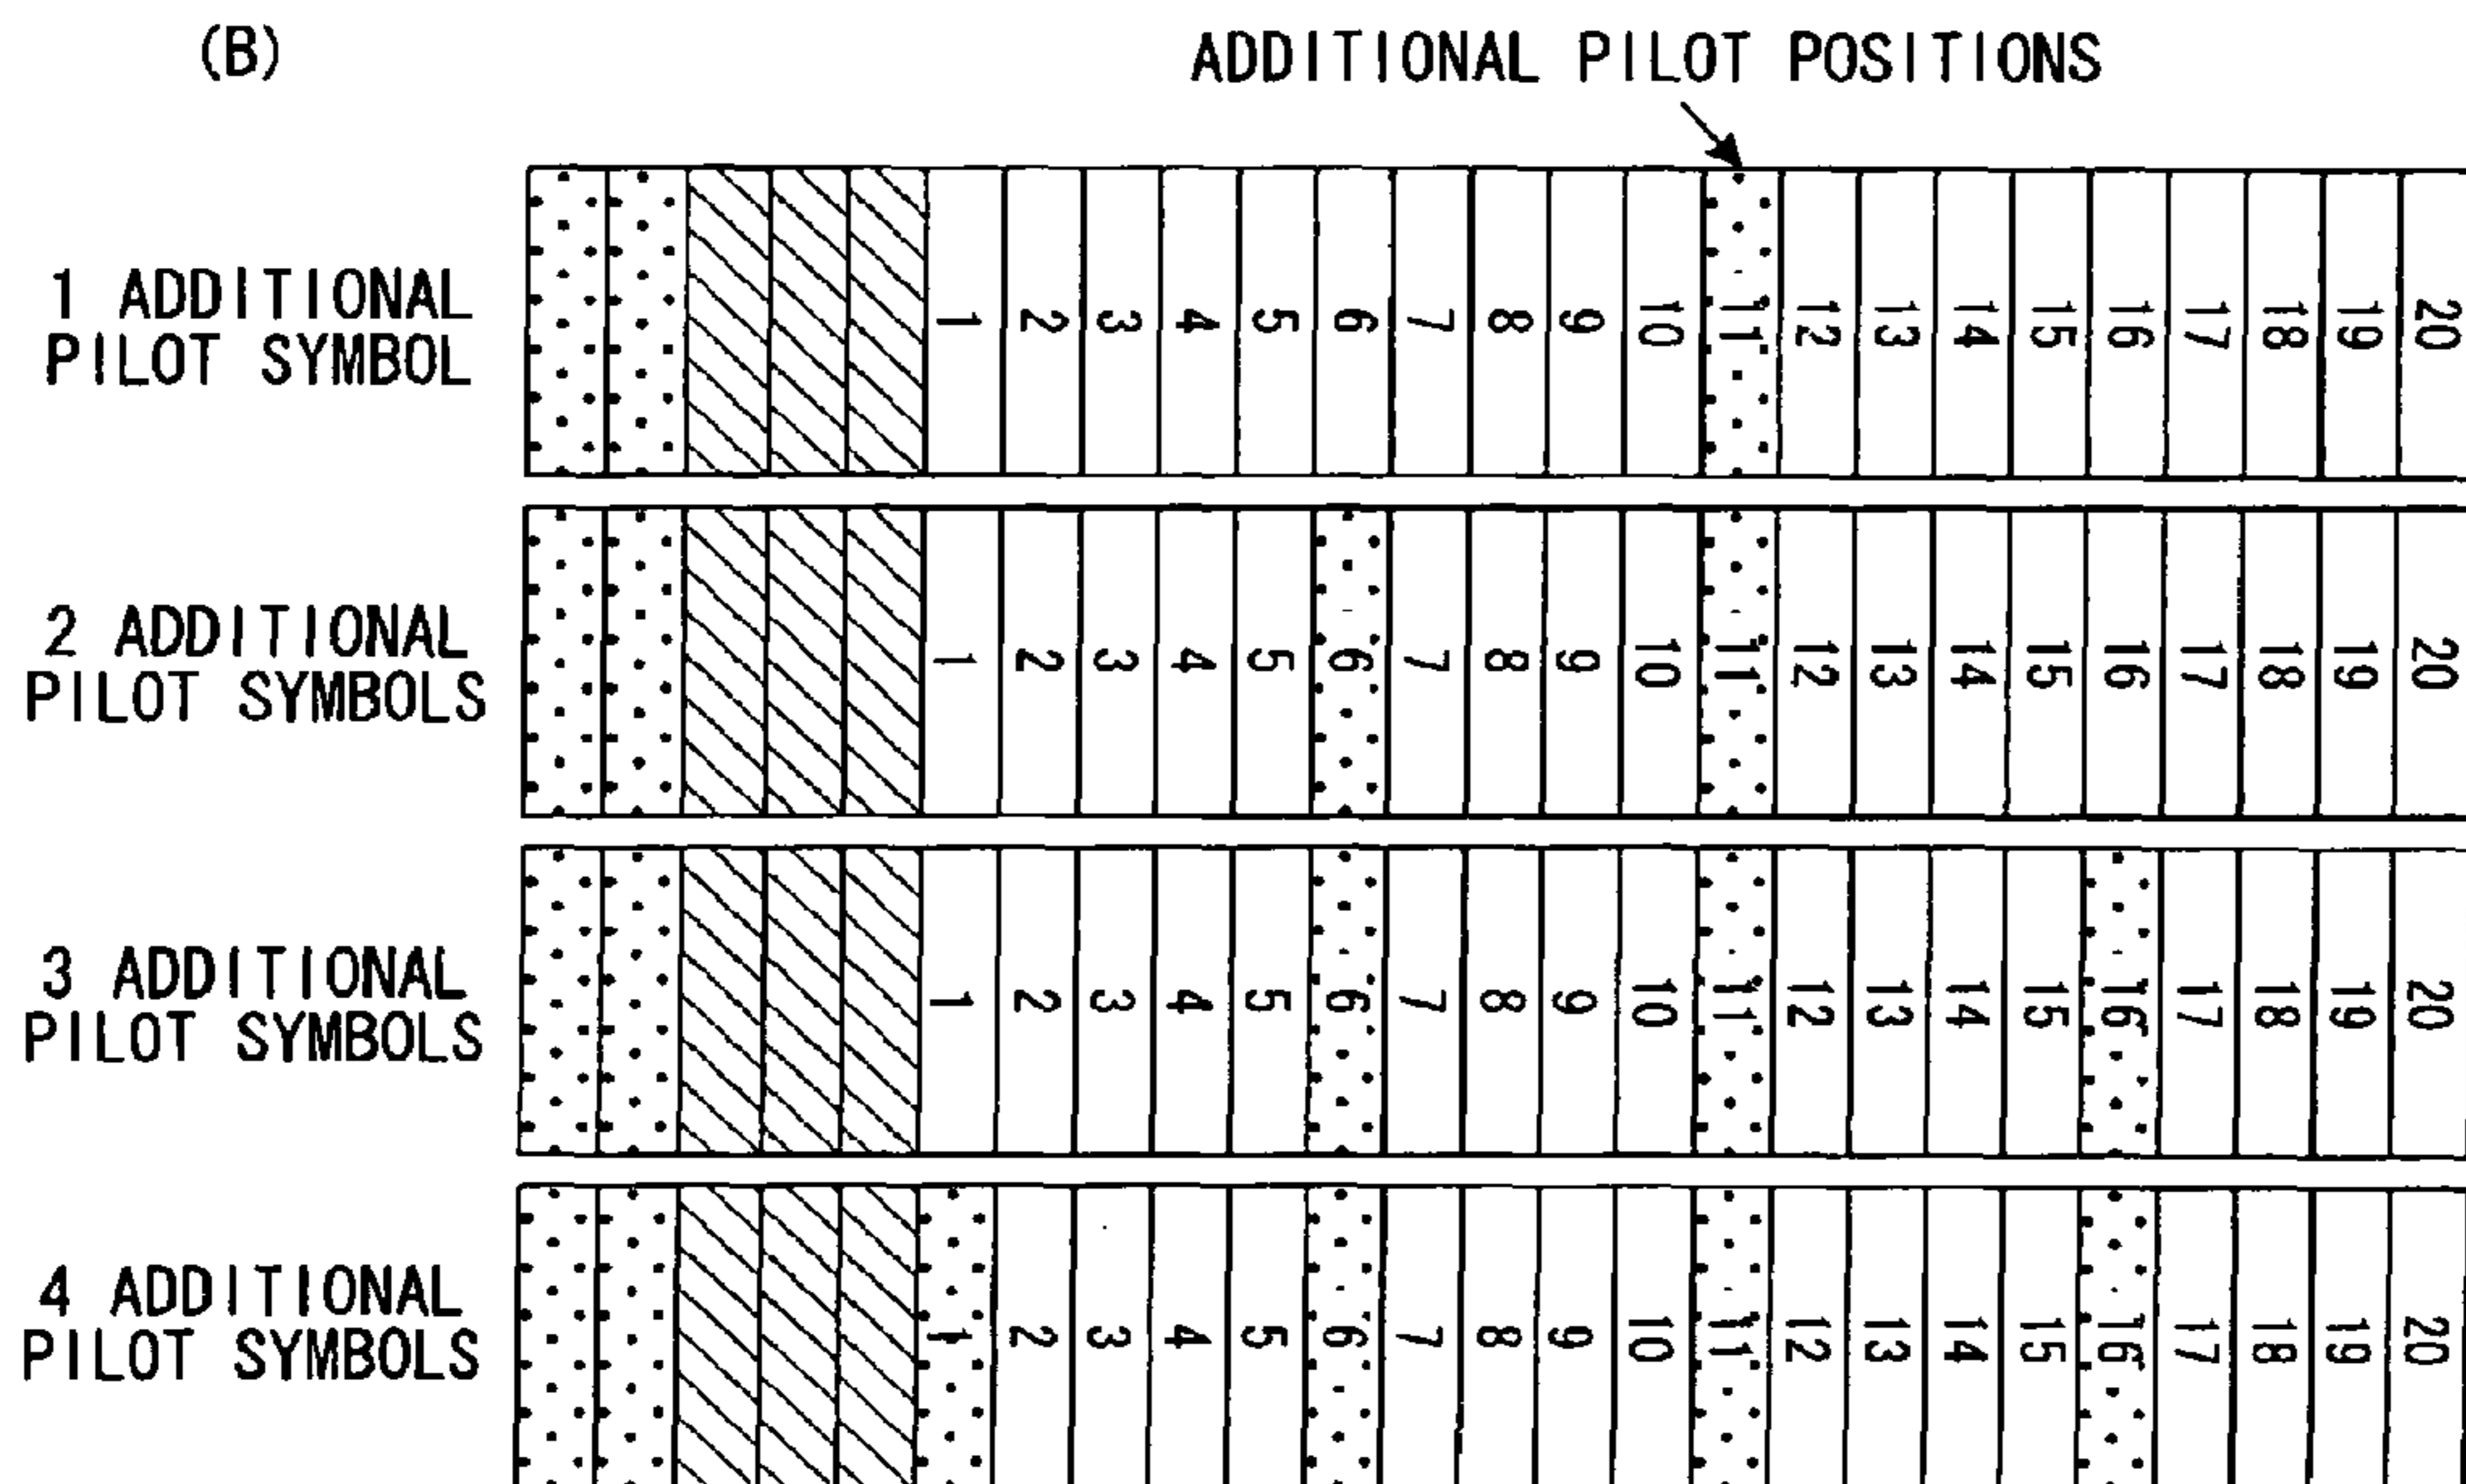 (B)
ADDITIONAL PILOT POSITIONS
1 ADDITIONAL
PILOT SYMBOL
1 2 3 4 5 6 7 8 9 10 11 12 13 14 15 16 17 18 19 20
2 ADDITIONAL
PILOT SYMBOLS
1 2 3 4 5 6 7 8 9 10 11 12 13 14 15 16 17 18 19 20
3 ADDITIONAL
PILOT SYMBOLS
1 2 3 4 5 6 7 8 9 10 11 12 13 14 15 16 17 18 19 20
4 ADDITIONAL
PILOT SYMBOLS
1 2 3 4 5 6 7 8 9 10 11 12 13 14 15 16 17 18 19 20